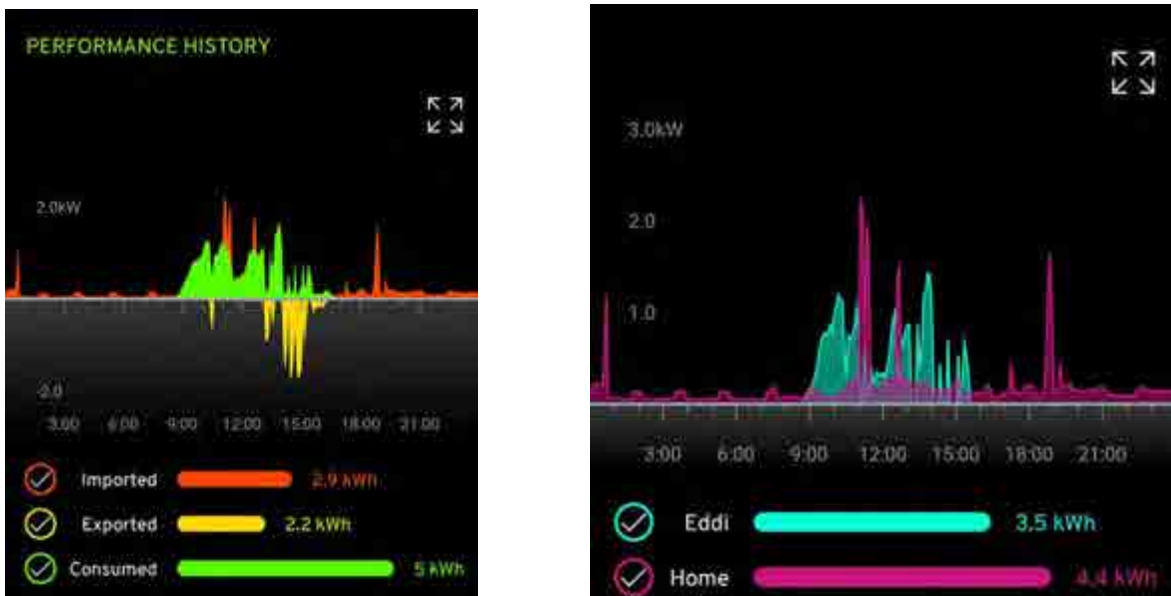 PERFORMANCE HISTORY
2.0kW
-2.0
3:00 6:00 9:00 12:00 15:00 18:00 21:00
Imported 2.9 kWh
Exported 2.2 kWh
Consumed 5 kWh
3.0kW
2.0
1.0
3:00 6:00 9:00 12:00 15:00 18:00 21:00
Eddi 3.5 kWh
Home 4.4 kWh